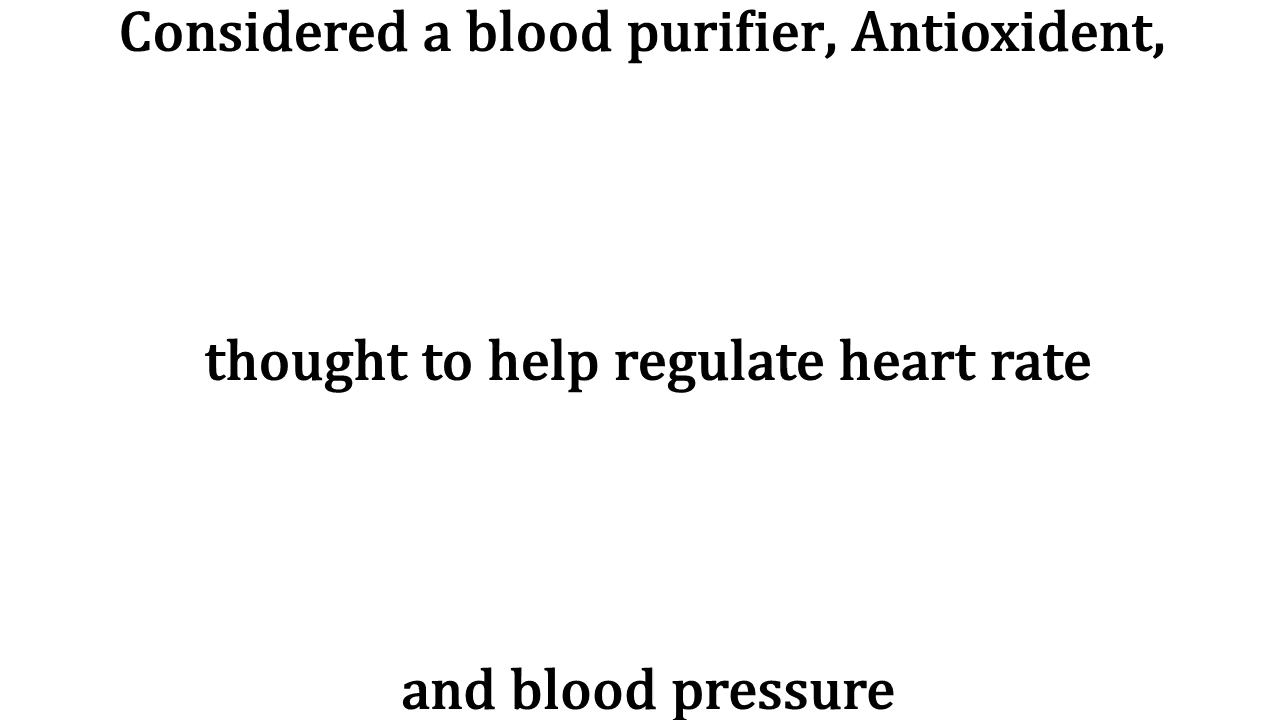 Considered a blood purifier, Antioxident,
thought to help regulate heart rate
and blood pressure